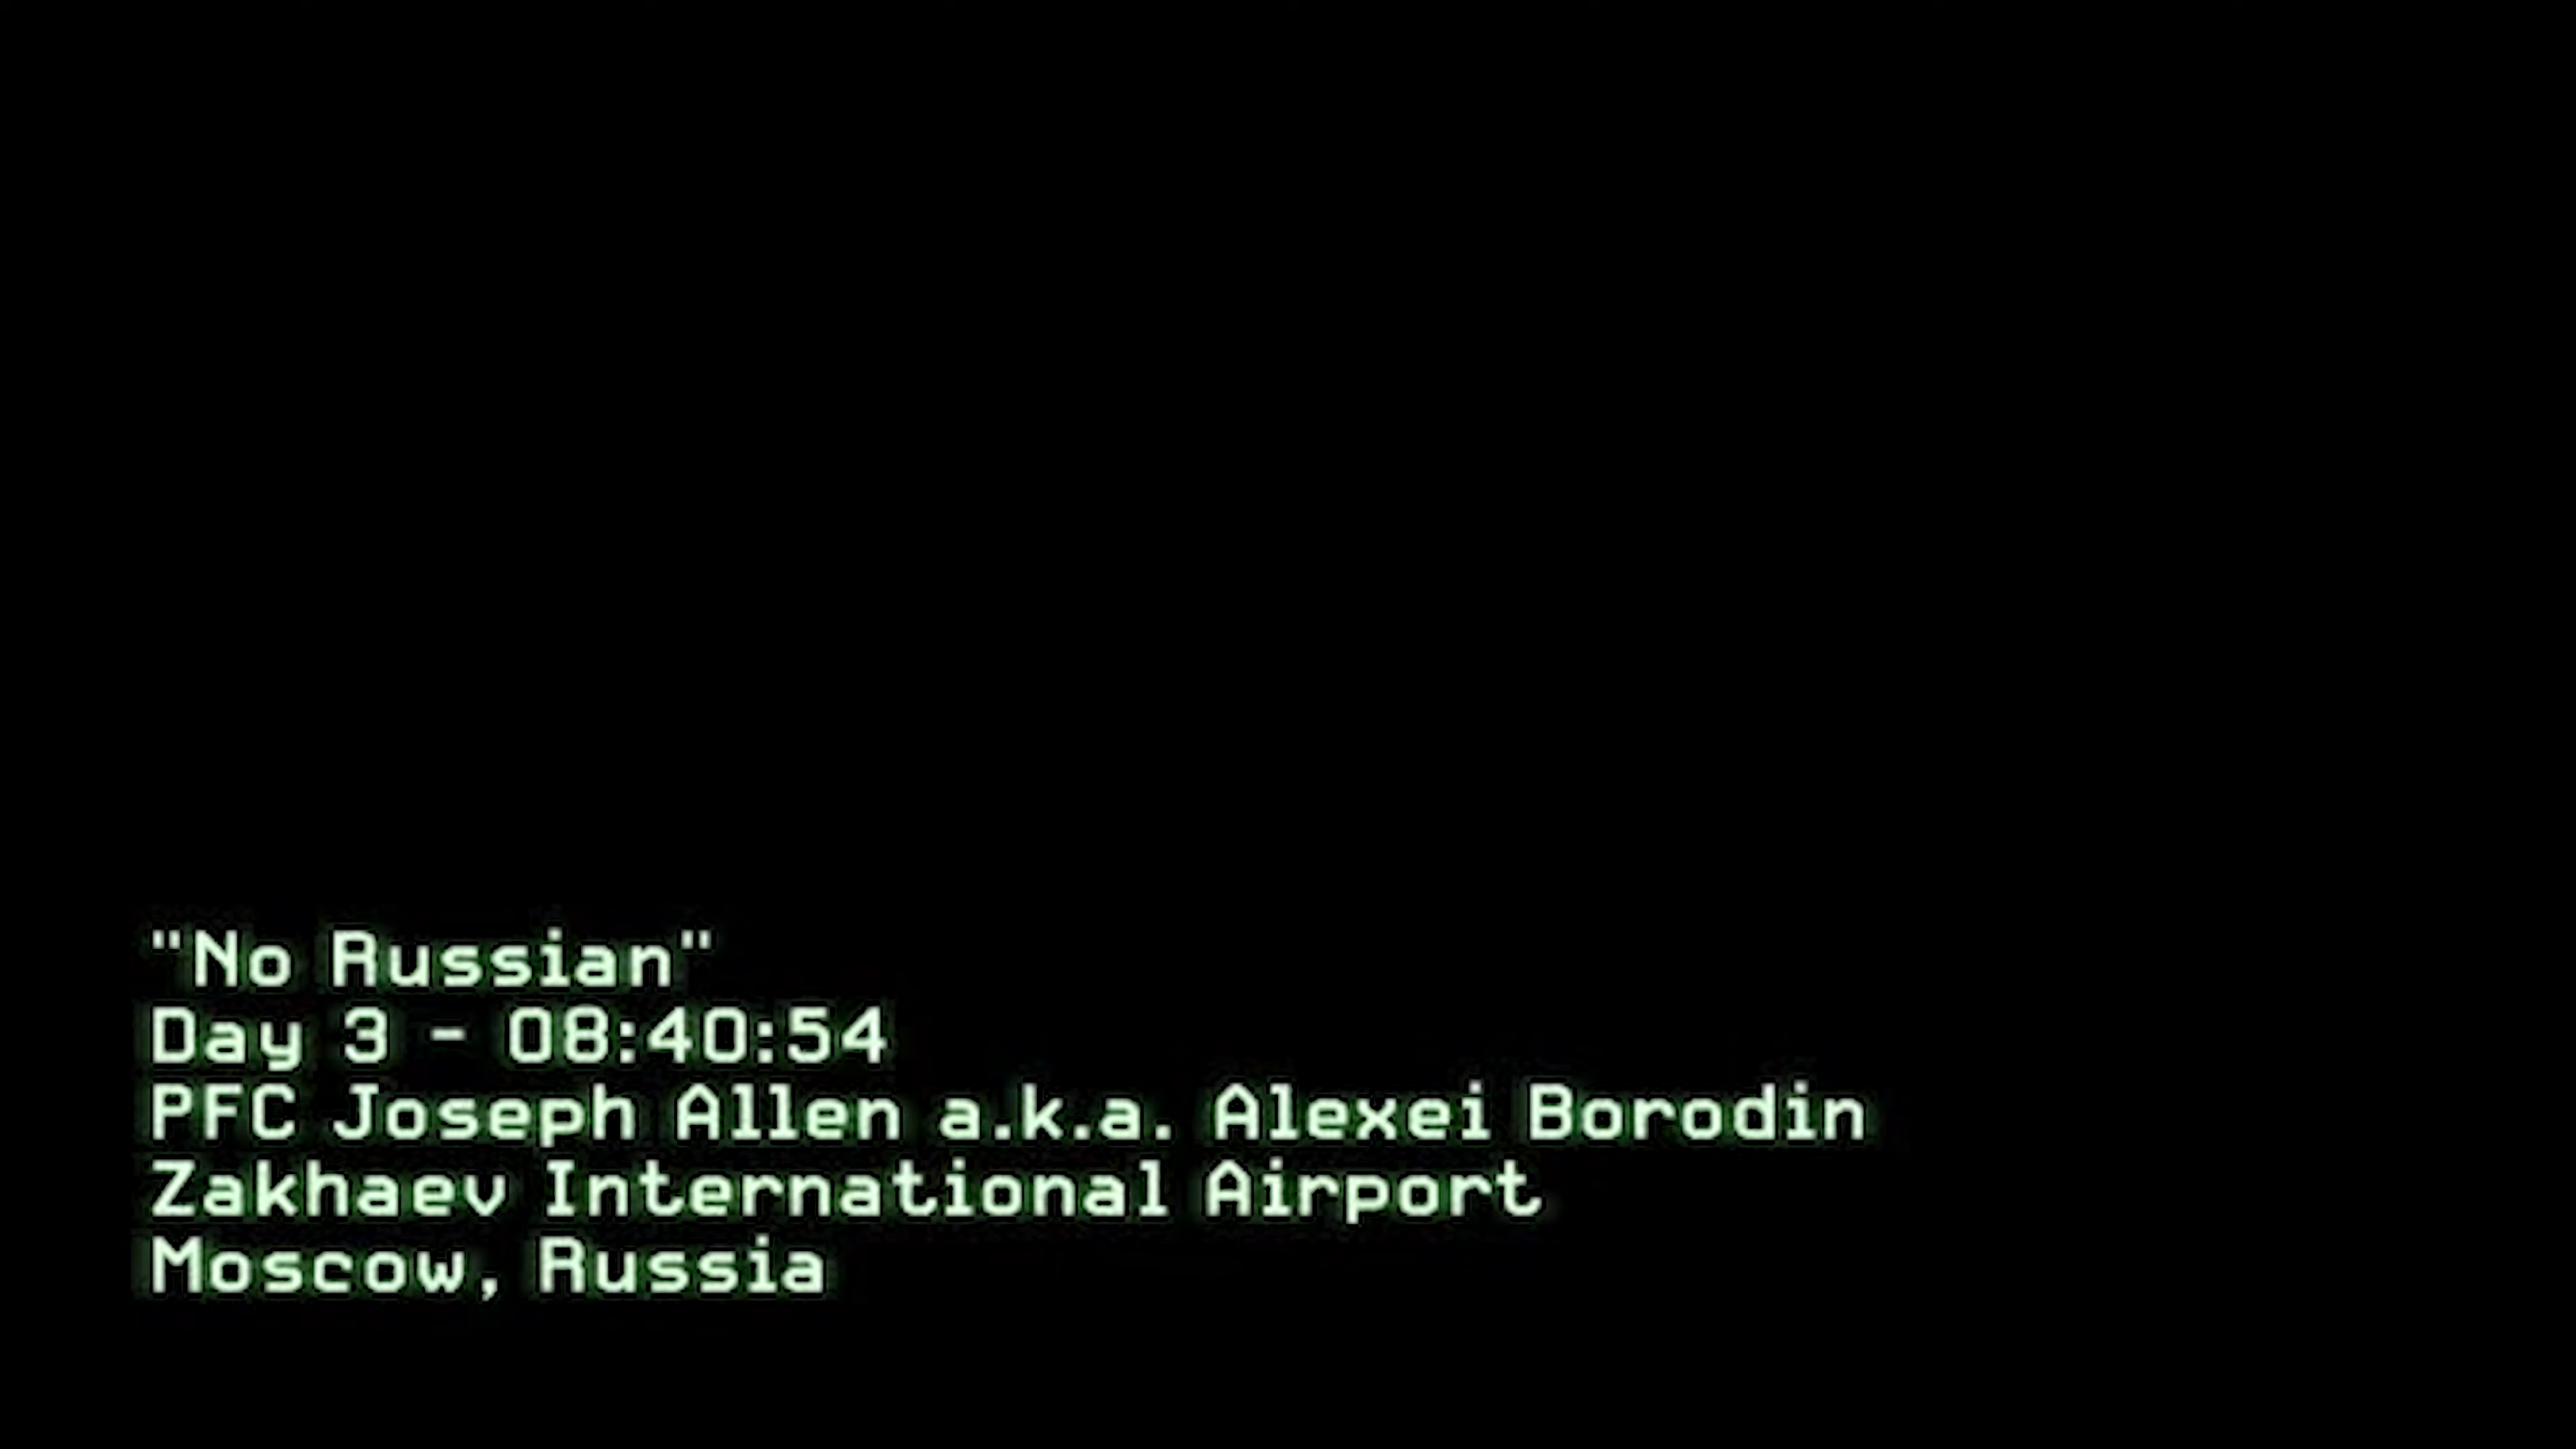 "No Russian"
Day 3 - 08:40:54
PFC Joseph Allen a.k.a. Alexei Borodin
Zakhaev International Airport
Moscow, Russia